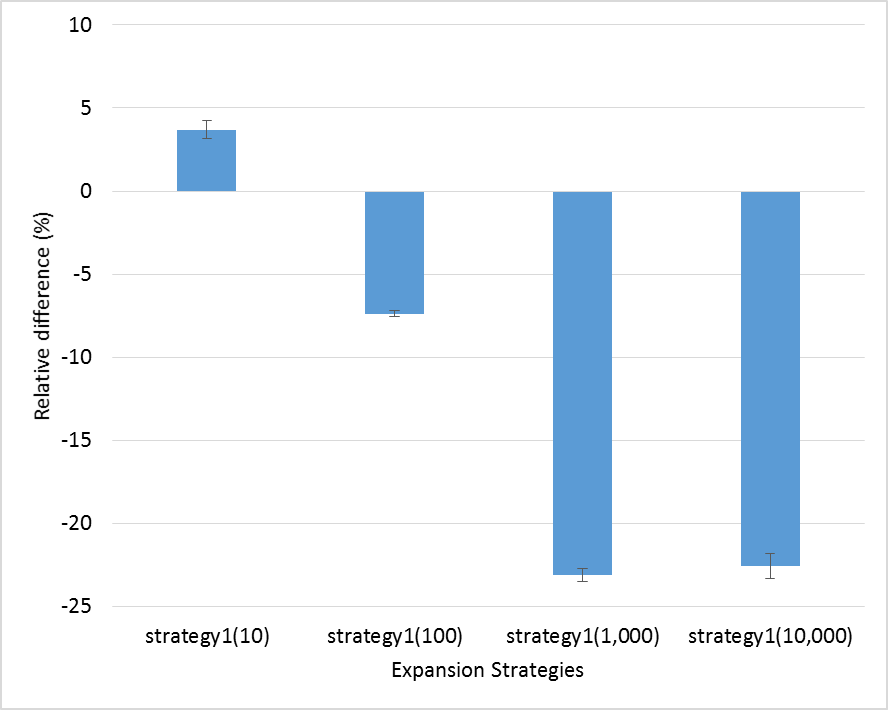 10
5
0
-5
-10
-15
-20
-25
Relative difference (%)
strategy1(10) strategy1(100) strategy1(1,000) strategy1(10,000)
Expansion Strategies